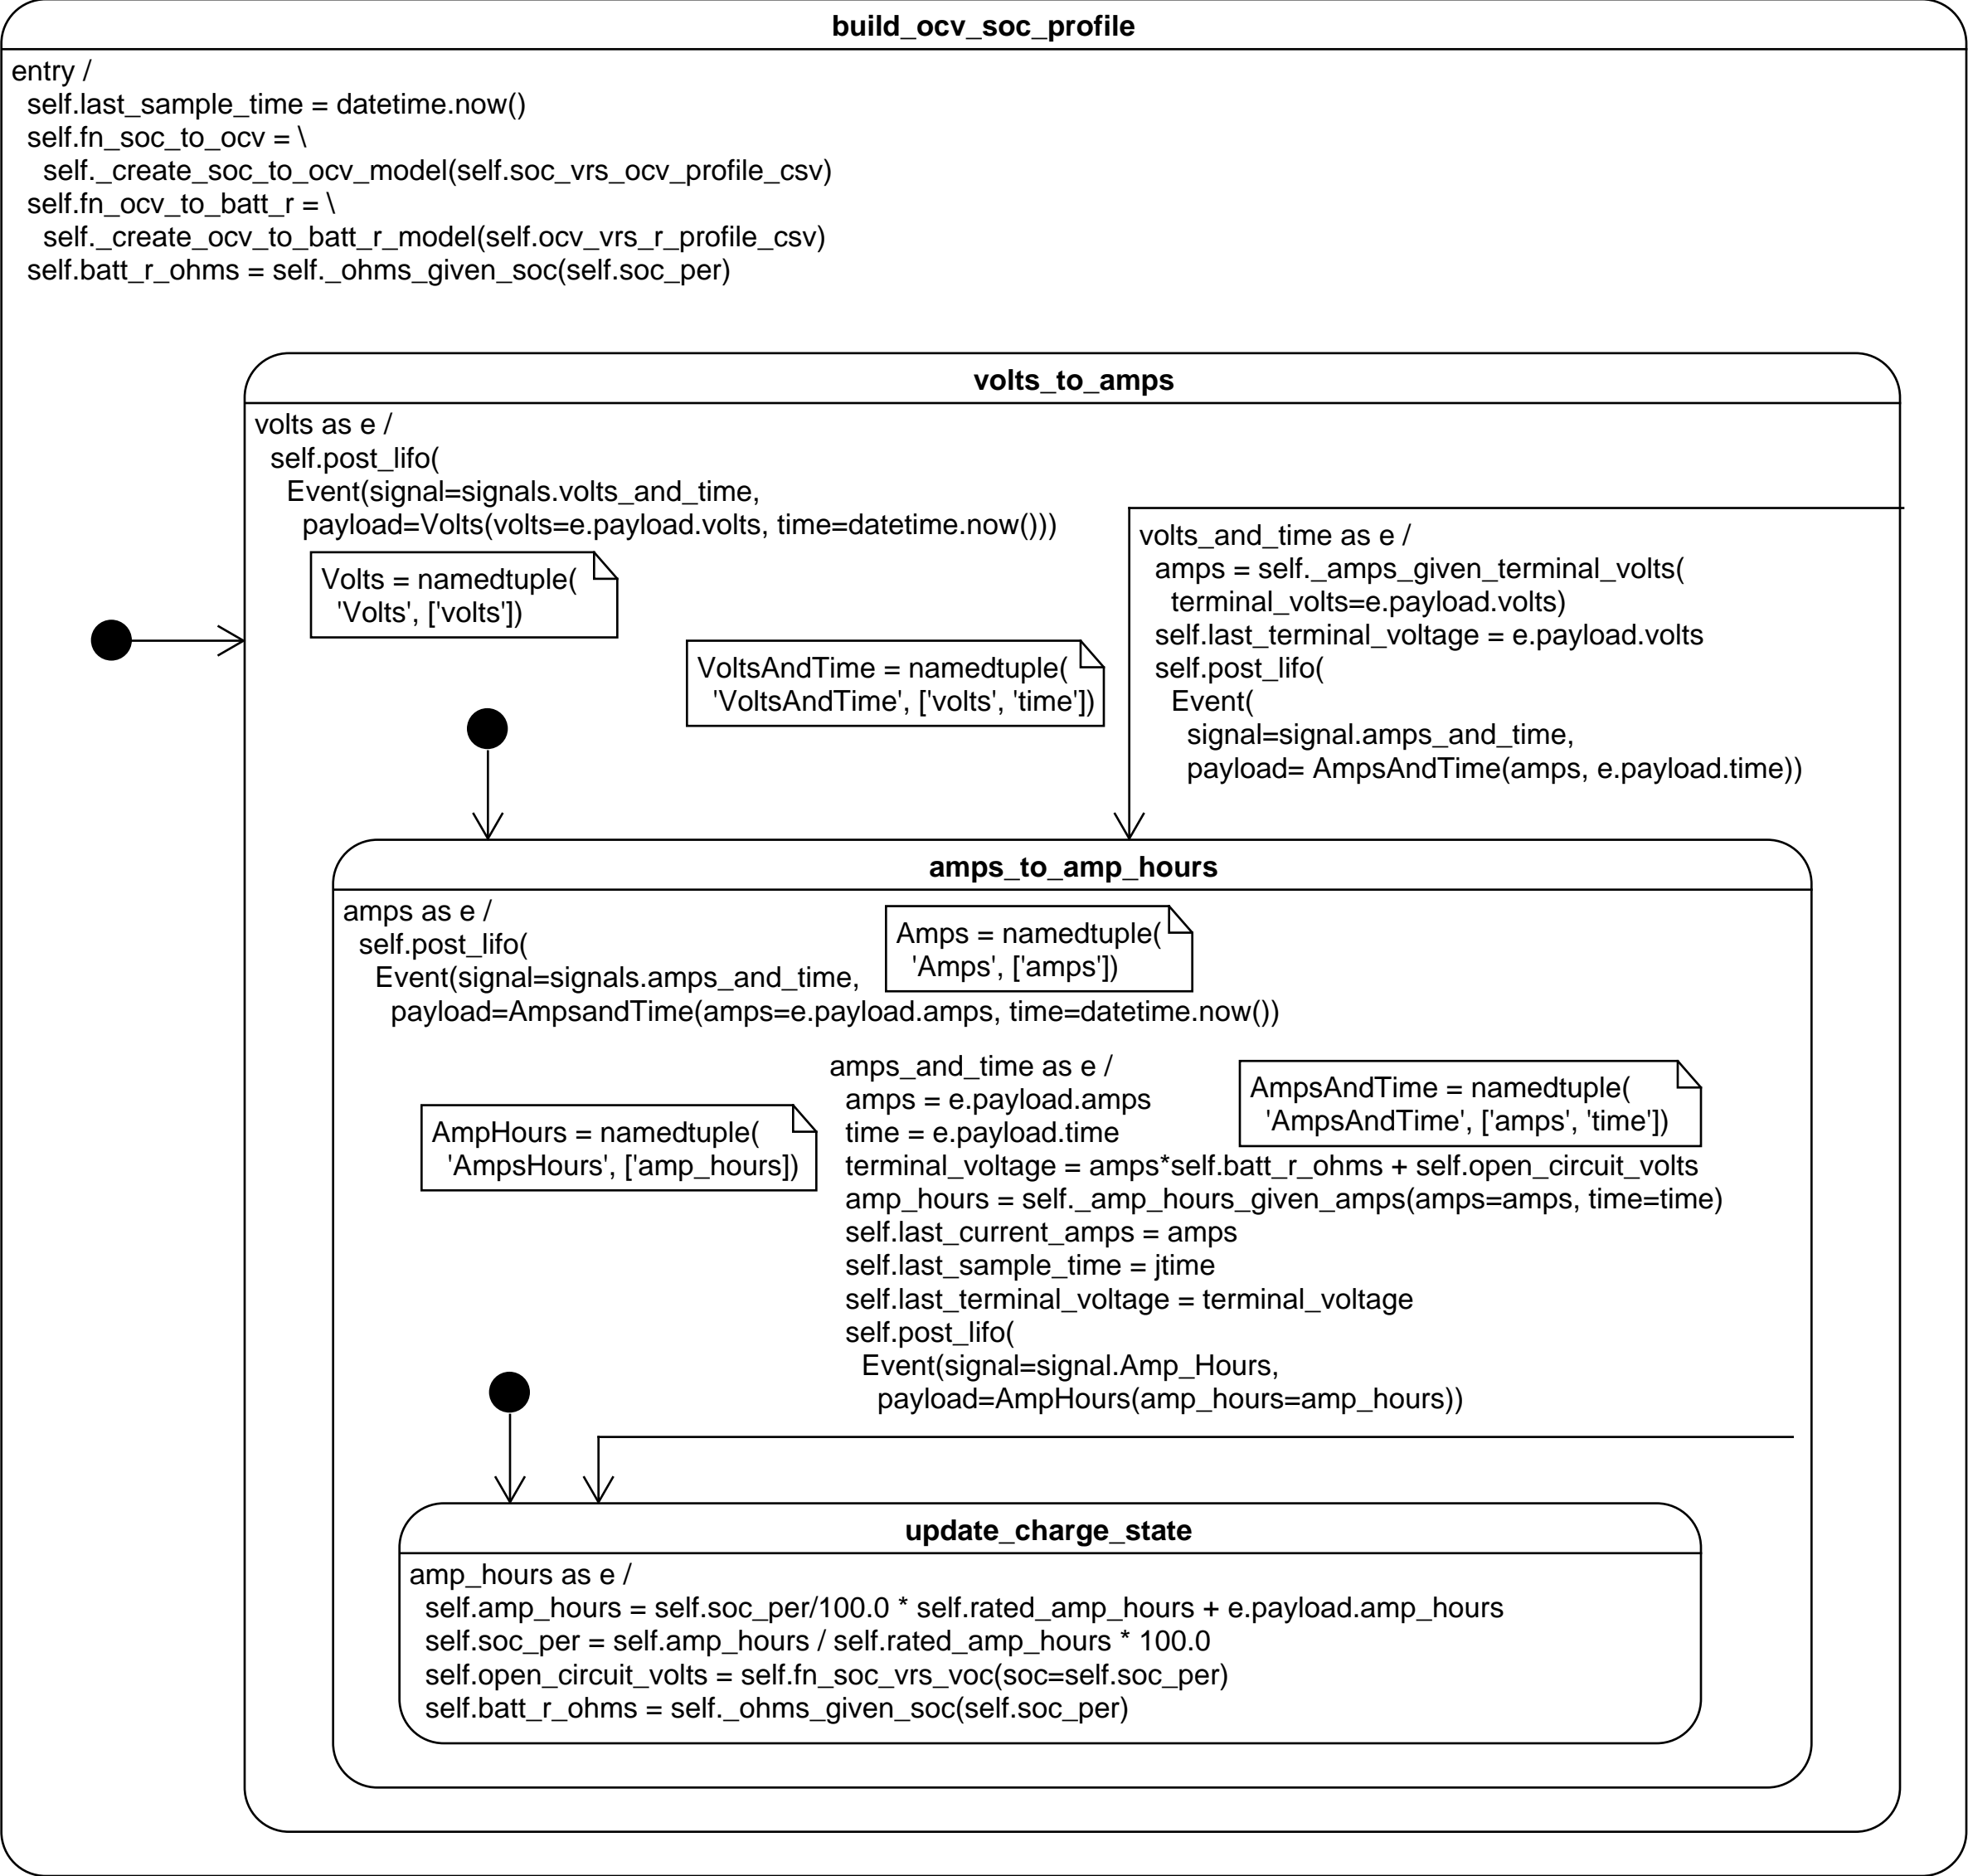 build_ocv_soc_profile
entry /
self.last_sample_time = datetime.now()
self.fn_soc_to_ocv = \
self._create_soc_to_ocv_model(self.soc_vrs_ocv_profile_csv)
self.fn_ocv_to_batt_r = \
self._create_ocv_to_batt_r_model(self.ocv_vrs_r_profile_csv)
self.batt_r_ohms = self._ohms_given_soc(self.soc_per)
volts_to_amps
volts as e /
self.post_lifo(
Event(signal=signals.volts_and_time,
payload=Volts(volts=e.payload.volts, time=datetime.now()))
Volts = namedtuple(
'Volts', ['volts'])
VoltsAndTime = namedtuple(
'VoltsAndTime', ['volts', 'time'])
volts_and_time as e /
amps = self._amps_given_terminal_volts(
terminal_volts=e.payload.volts)
self.last_terminal_voltage = e.payload.volts
self.post_lifo(
Event(
signal=signal.amps_and_time,
payload= AmpsAndTime(amps, e.payload.time))
amps_to_amp_hours
amps as e /
self.post_lifo(
Event(signal=signals.amps_and_time,
payload=AmpsandTime(amps=e.payload.amps, time=datetime.now())
Amps = namedtuple(
'Amps', ['amps'])
AmpHours = namedtuple(
'AmpsHours', ['amp_hours])
amps_and_time as e /
amps = e.payload.amps
time = e.payload.time
terminal_voltage = amps*self.batt_r_ohms + self.open_circuit_volts
amp_hours = self._amp_hours_given_amps(amps=amps, time=time)
self.last_current_amps = amps
self.last_sample_time = jtime
self.last_terminal_voltage = terminal_voltage
self.post_lifo(
Event(signal=signal.Amp_Hours,
payload=AmpHours(amp_hours=amp_hours))
AmpsAndTime = namedtuple(
'AmpsAndTime', ['amps', 'time'])
update_charge_state
amp_hours as e /
self.amp_hours = self.soc_per/100.0 * self.rated_amp_hours + e.payload.amp_hours
self.soc_per = self.amp_hours / self.rated_amp_hours * 100.0
self.open_circuit_volts = self.fn_soc_vrs_voc(soc=self.soc_per)
self.batt_r_ohms = self._ohms_given_soc(self.soc_per)